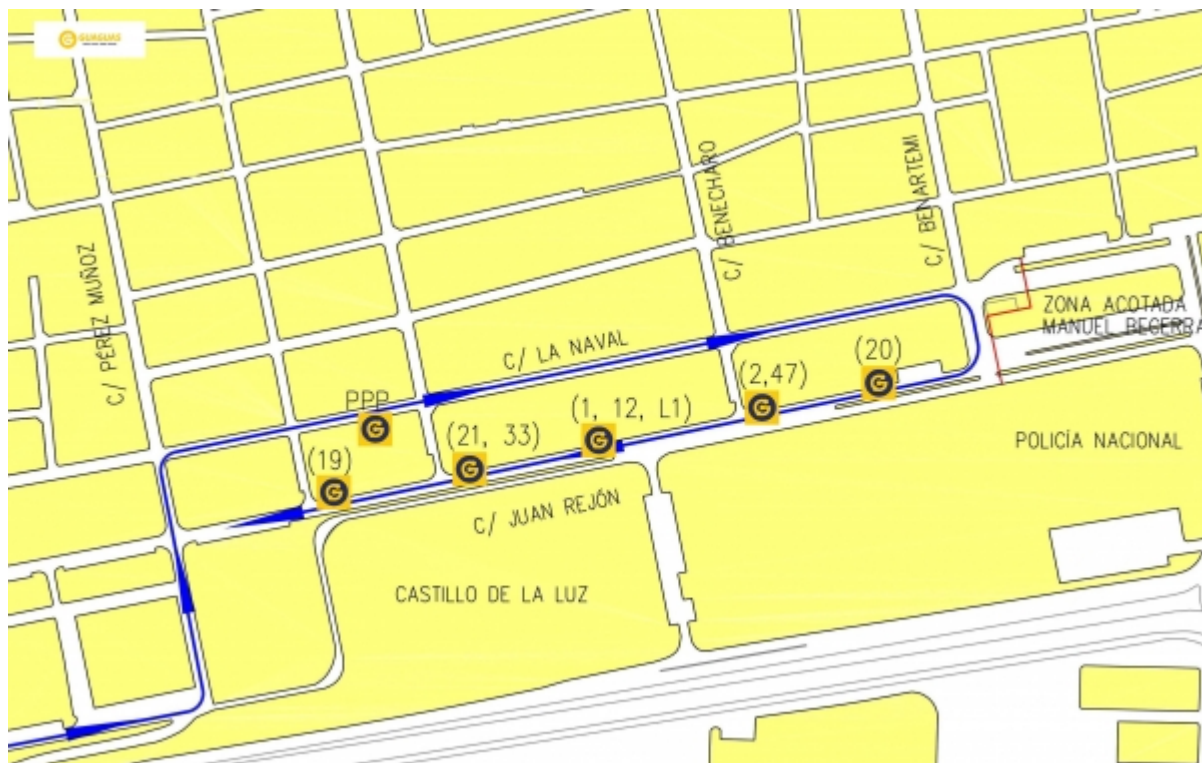 GUAGUAS
C/ PÉREZ MUÑOZ
C/ BENECHARO
C/ BENARTEMI
ZONA ACOTADA
MANUEL BECERRA
C/ LA NAVAL
PPP
(20)
(2,47)
(1, 12, L1)
(21, 33)
(19)
POLICÍA NACIONAL
C/ JUAN REJÓN
CASTILLO DE LA LUZ